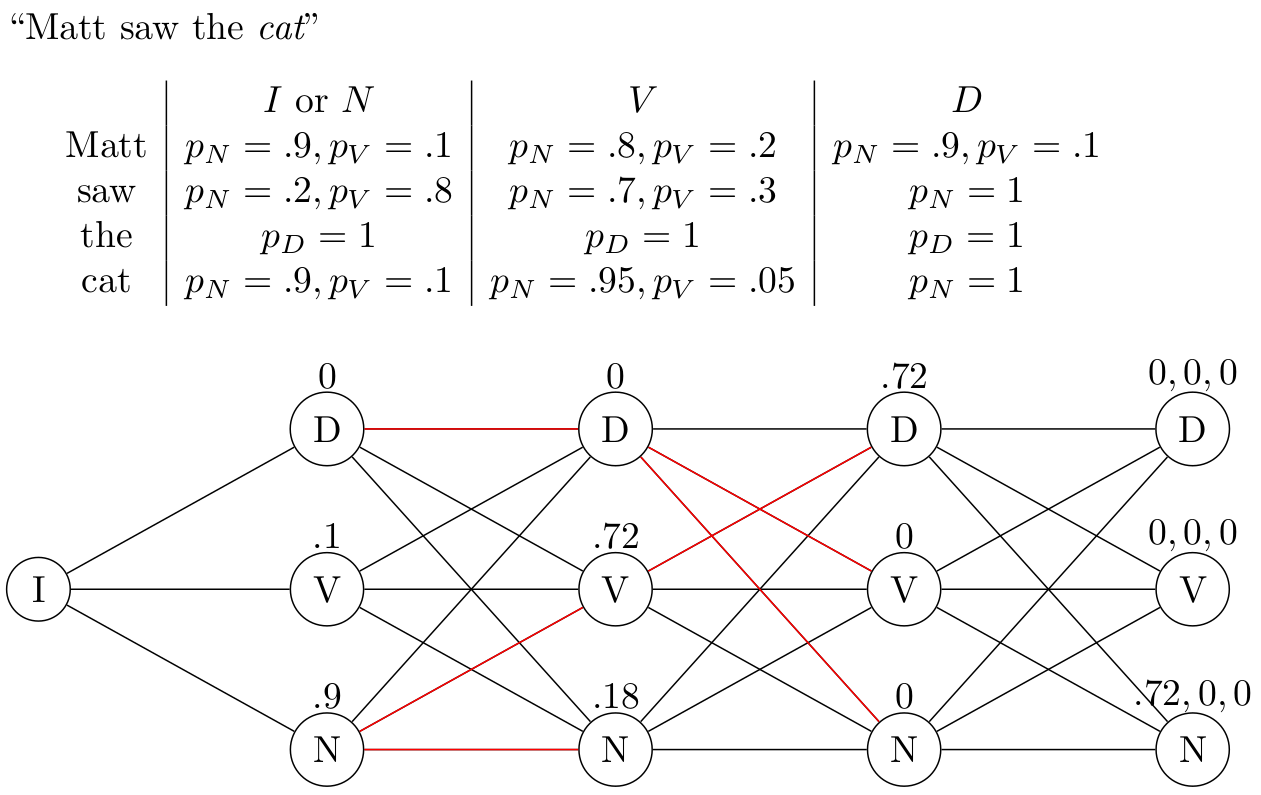 “Matt saw the cat”
I or N V D
Matt p_N = .9, p_V = .1 p_N = .8, p_V = .2 p_N = .9, p_V = .1
saw p_N = .2, p_V = .8 p_N = .7, p_V = .3 p_N = 1
the p_D = 1 p_D = 1 p_D = 1
cat p_N = .9, p_V = .1 p_N = .95, p_V = .05 p_N = 1
0 0 .72 0, 0, 0
D D D D
.1 .72 0 0, 0, 0
I V V V V
.9 .18 0 .72, 0, 0
N N N N